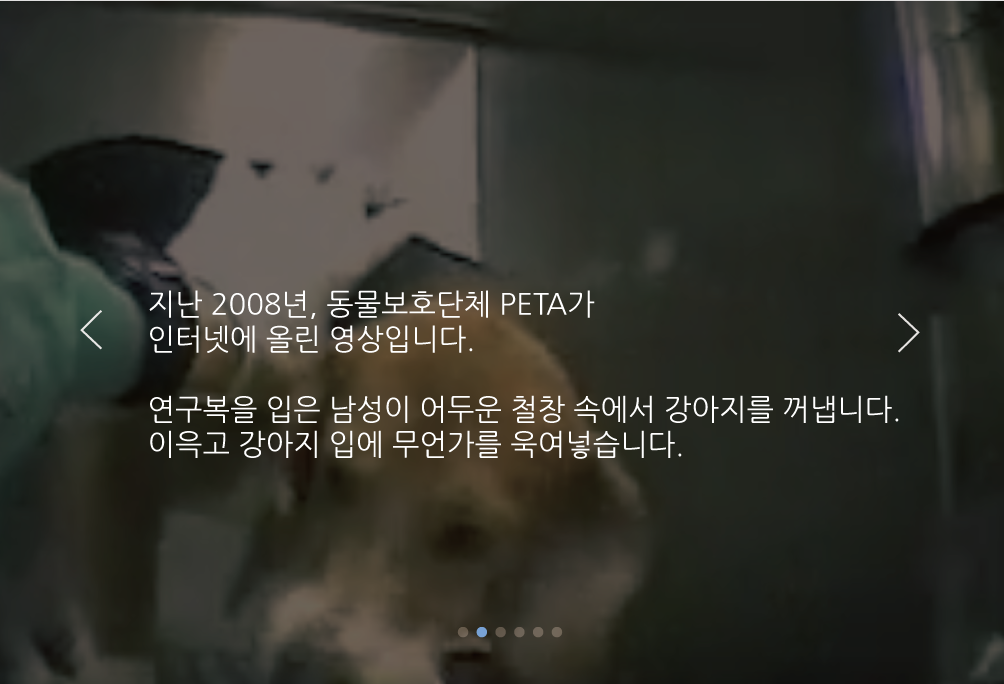 지난 2008년, 동물보호단체 PETA가
인터넷에 올린 영상입니다.
연구복을 입은 남성이 어두운 철창 속에서 강아지를 꺼냅니다.
이윽고 강아지 입에 무언가를 욱여넣습니다.